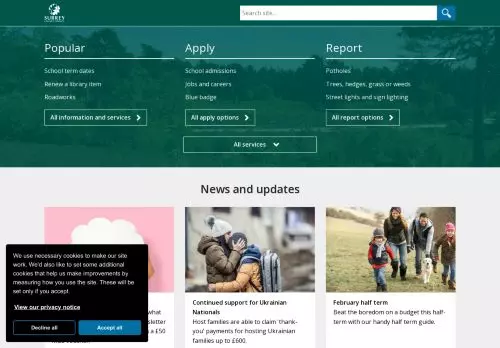 SURREY
Search site...
Popular
School term dates
Renew a library item
Roadworks
All information and services
Apply
School admissions
Jobs and careers
Blue badge
All apply options
Report
Potholes
Trees, hedges, grass or weeds
Street lights and sign lighting
All report options
All services
News and updates
what
sletter
a £50
Continued support for Ukrainian
Nationals
Host families are able to claim 'thank-
you' payments for hosting Ukrainian
families up to £600.
February half term
Beat the boredom on a budget this half-
term with our handy half term guide.
We use necessary cookies to make our site
work. We'd also like to set some additional
cookies that help us make improvements by
measuring how you use the site. These will be
set only if you accept.
View our privacy notice
Decline all
Accept all